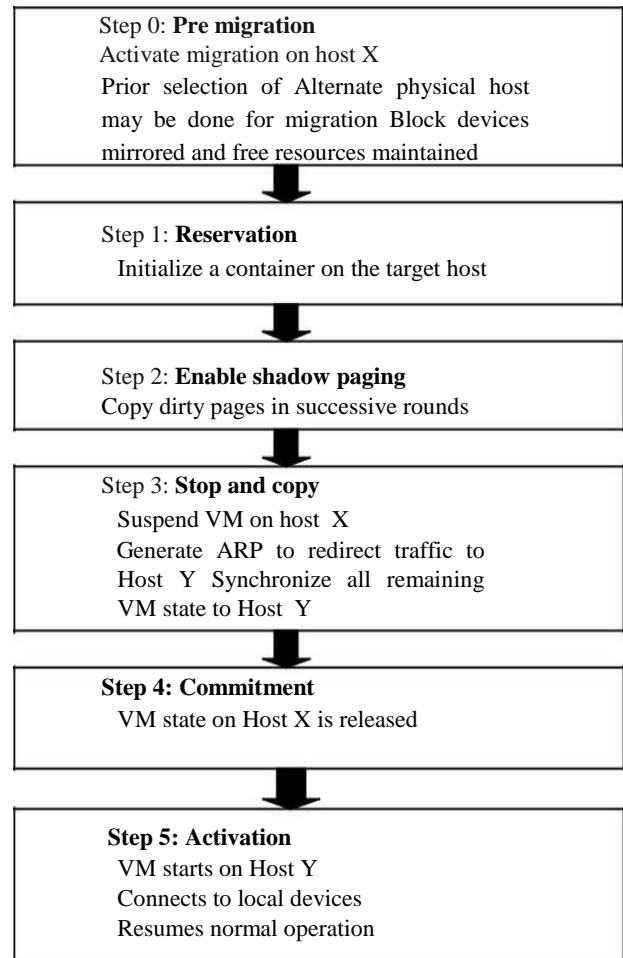 Step 0: Pre migration
Activate migration on host X
Prior selection of Alternate physical host
may be done for migration Block devices
mirrored and free resources maintained
Step 1: Reservation
Initialize a container on the target host
Step 2: Enable shadow paging
Copy dirty pages in successive rounds
Step 3: Stop and copy
Suspend VM on host X
Generate ARP to redirect traffic to
Host Y Synchronize all remaining
VM state to Host Y
Step 4: Commitment
VM state on Host X is released
Step 5: Activation
VM starts on Host Y
Connects to local devices
Resumes normal operation